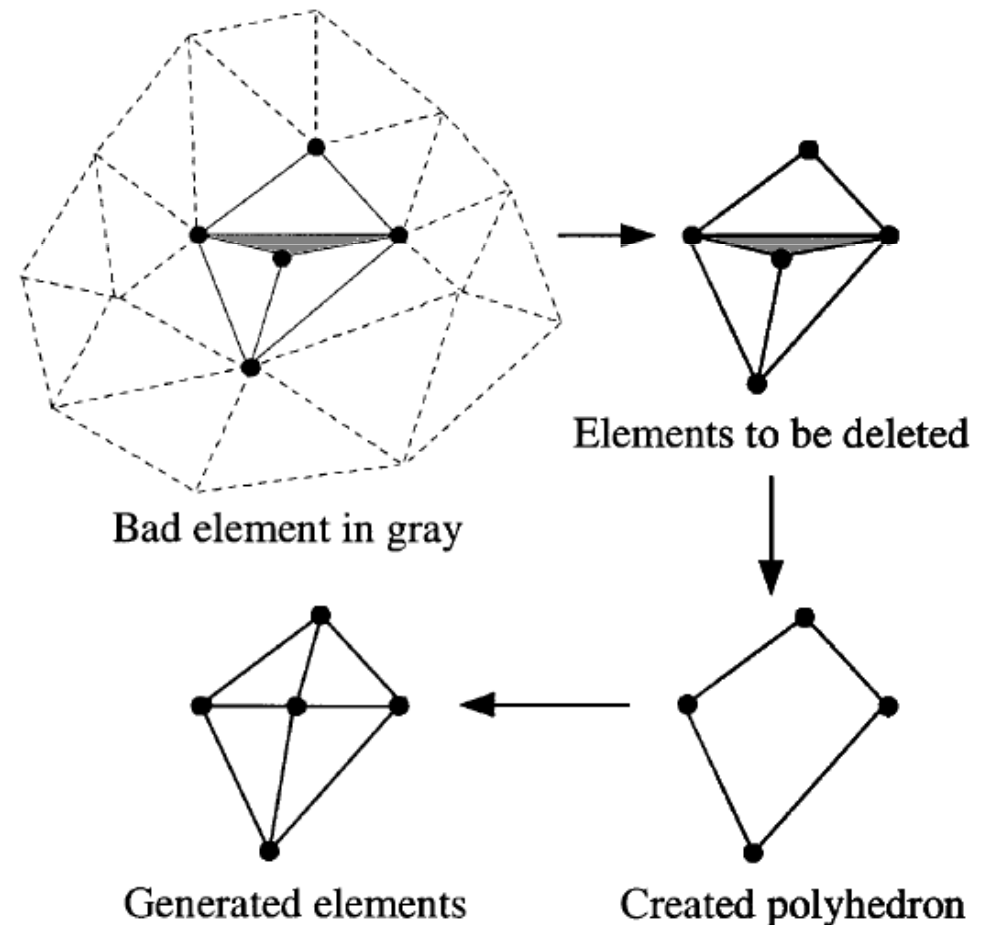 Bad element in gray
Elements to be deleted
Generated elements
Created polyhedron